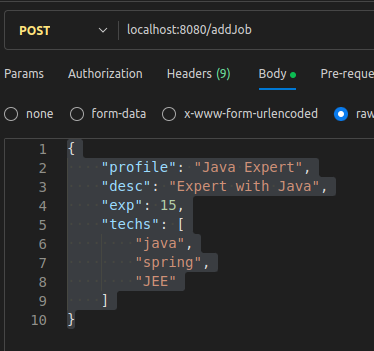 POST localhost:8080/addJob
Params Authorization Headers (9) Body Pre-reque
none form-data x-www-form-urlencoded raw
1 {
2 "profile": "Java Expert",
3 "desc": "Expert with Java",
4 "exp": 15,
5 "techs": [
6 "java",
7 "spring",
8 "JEE"
9 ]
10 }